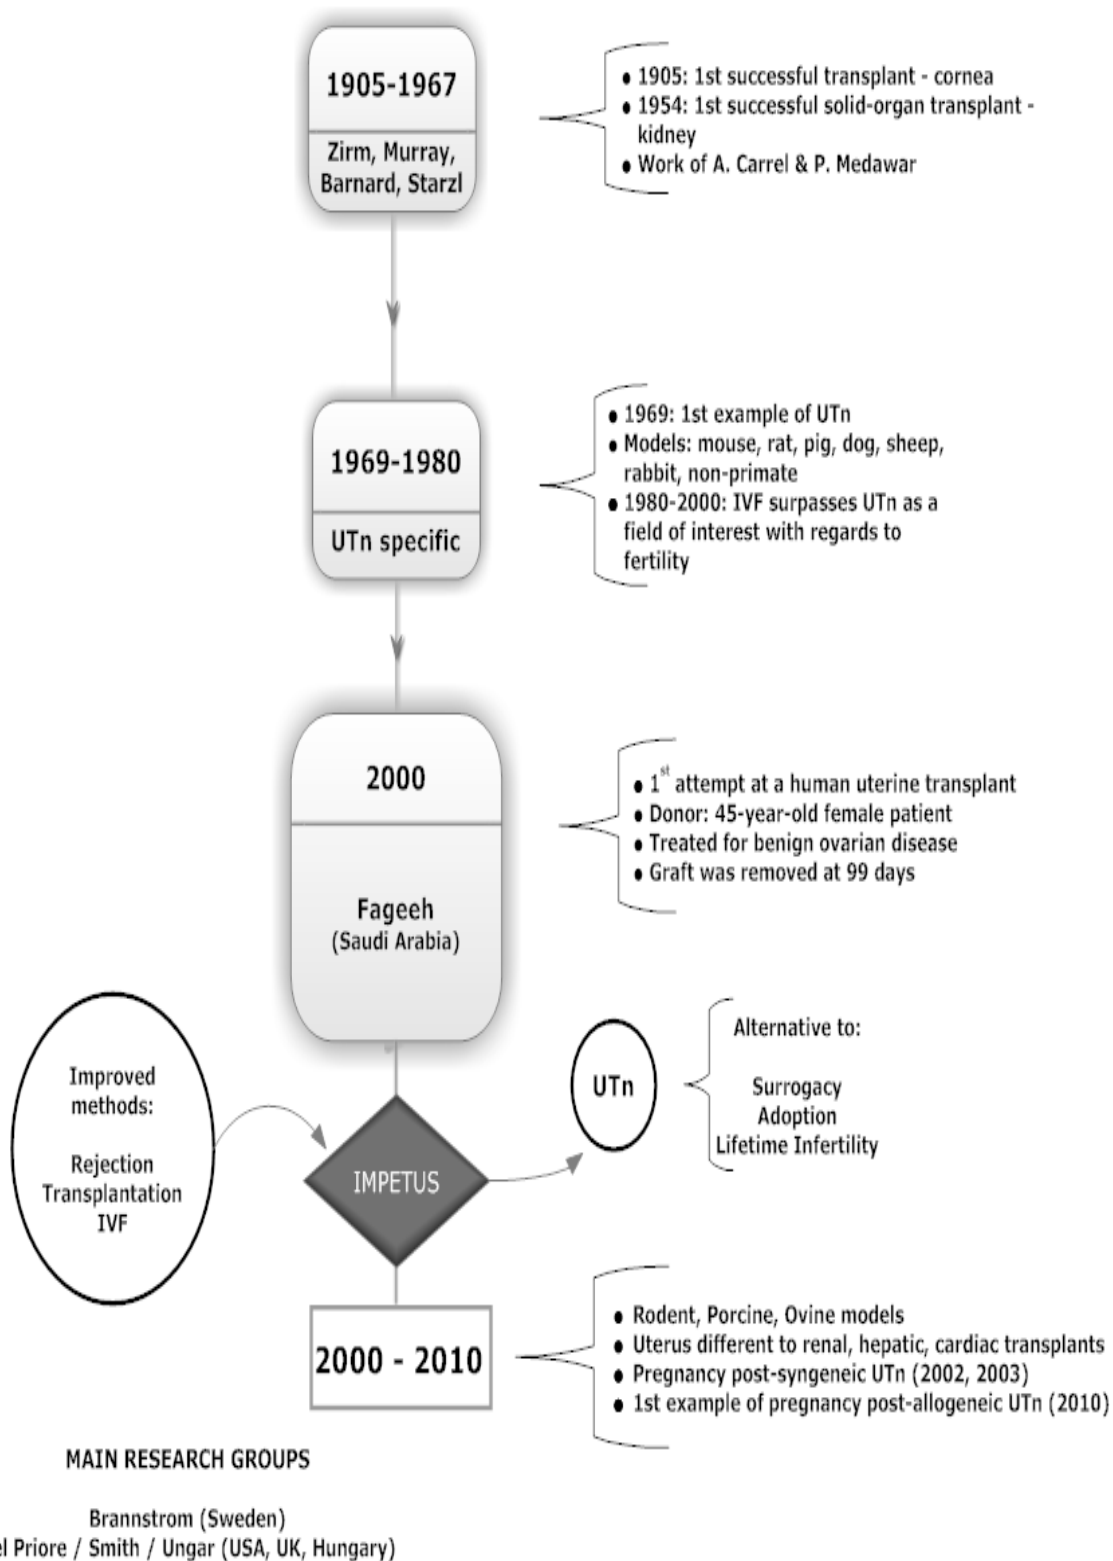 1905-1967
Zirm, Murray,
Barnard, Starzl
● 1905: 1st successful transplant - cornea
● 1954: 1st successful solid-organ transplant -
kidney
● Work of A. Carrel & P. Medawar
1969-1980
UTn specific
● 1969: 1st example of UTn
● Models: mouse, rat, pig, dog, sheep,
rabbit, non-primate
● 1980-2000: IVF surpasses UTn as a
field of interest with regards to
fertility
2000
Fageeh
(Saudi Arabia)
● 1st attempt at a human uterine transplant
● Donor: 45-year-old female patient
● Treated for benign ovarian disease
● Graft was removed at 99 days
Improved
methods:
Rejection
Transplantation
IVF
IMPETUS
UTn
Alternative to:
Surrogacy
Adoption
Lifetime Infertility
2000 - 2010
● Rodent, Porcine, Ovine models
● Uterus different to renal, hepatic, cardiac transplants
● Pregnancy post-syngeneic UTn (2002, 2003)
● 1st example of pregnancy post-allogeneic UTn (2010)
MAIN RESEARCH GROUPS
Brannstrom (Sweden)
el Priore / Smith / Ungar (USA, UK, Hungary)